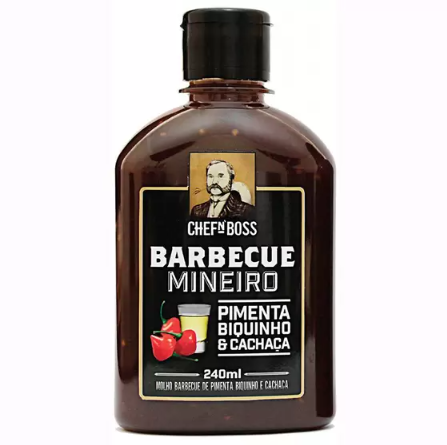 CHEF N' BOSS
BARBECUE
MINEIRO
PIMENTA
BIQUINHO
& CACHAÇA
240ml
MOLHO BARBECUE DE PIMENTA BIQUINHO E CACHAÇA